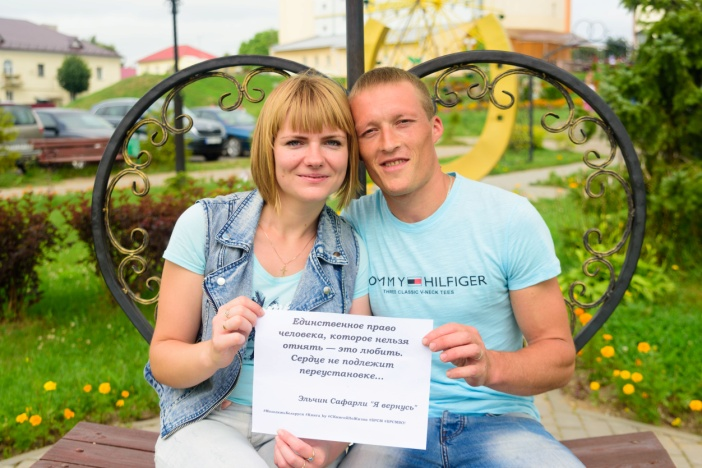 TOMMY HILFIGER
THIRD CLASSIC V-NECK TEES
Единственное право
человека, которое нельзя
отнять — это любить.
Сердце не подлежит
переустановке...
Эльчин Сафарли "Я вернусь"